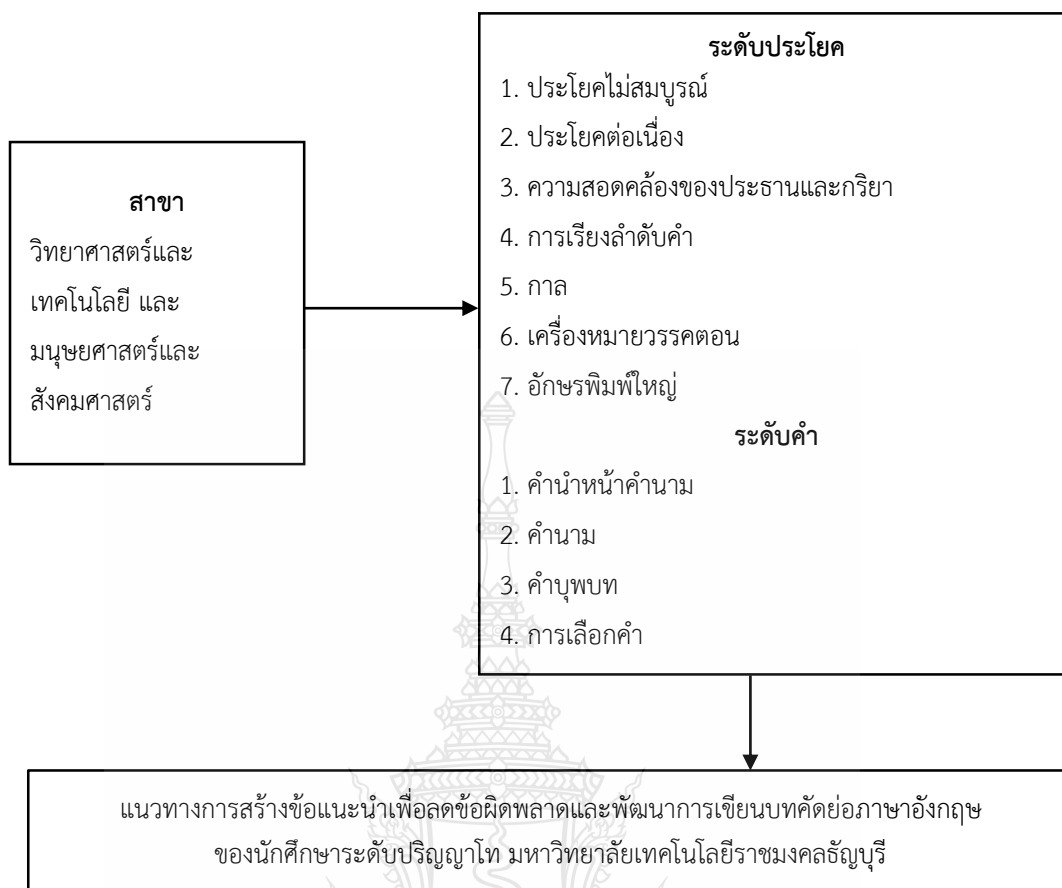 สาขา
วิทยาศาสตร์และ
เทคโนโลยี และ
มนุษยศาสตร์และ
สังคมศาสตร์
ระดับประโยค
1. ประโยคไม่สมบูรณ์
2. ประโยคต่อเนื่อง
3. ความสอดคล้องของประธานและกริยา
4. การเรียงลำดับคำ
5. กาล
6. เครื่องหมายวรรคตอน
7. อักษรพิมพ์ใหญ่
ระดับคำ
1. คำนำหน้าคำนาม
2. คำนาม
3. คำบุพบท
4. การเลือกคำ
แนวทางการสร้างข้อแนะนำเพื่อลดข้อผิดพลาดและพัฒนาการเขียนบทคัดย่อภาษาอังกฤษ
ของนักศึกษาระดับปริญญาโท มหาวิทยาลัยเทคโนโลยีราชมงคลธัญบุรี